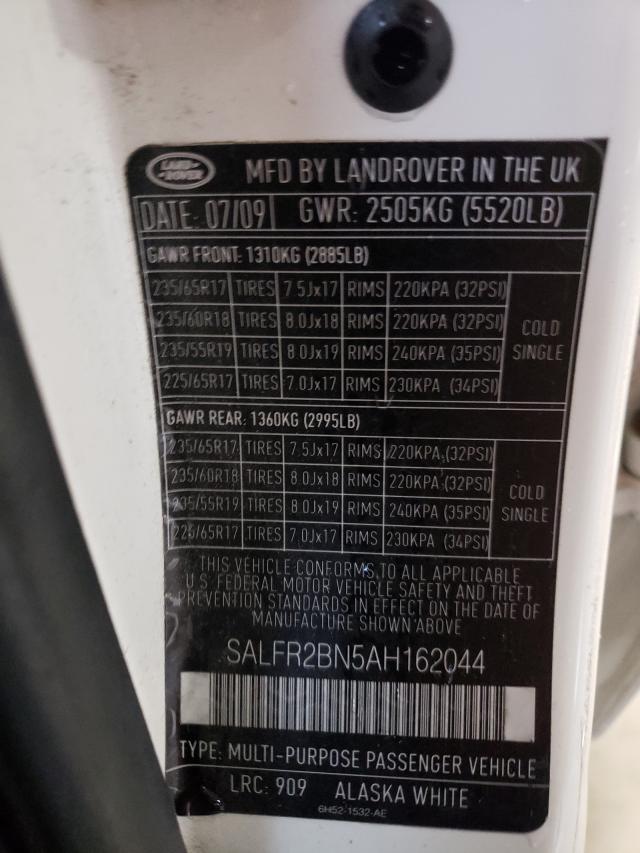 LAND-
ROVER
MFD BY LANDROVER IN THE UK
DATE: 07/09 GWR: 2505KG (5520LB)
GAWR FRONT: 1310KG (2885LB)
235/65R17 TIRES 7.5Jx17 RIMS 220KPA (32PSI)
235/60R18 TIRES 8.0Jx18 RIMS 220KPA (32PSI)
235/55R19 TIRES 8.0Jx19 RIMS 240KPA (35PSI)
225/65R17 TIRES 7.0Jx17 RIMS 230KPA (34PSI)
COLD
SINGLE
GAWR REAR: 1360KG (2995LB)
235/65R17 TIRES 7.5Jx17 RIMS 220KPA (32PSI)
235/60R18 TIRES 8.0Jx18 RIMS 220KPA (32PSI)
235/55R19 TIRES 8.0Jx19 RIMS 240KPA (35PSI)
225/65R17 TIRES 7.0Jx17 RIMS 230KPA (34PSI)
COLD
SINGLE
THIS VEHICLE CONFORMS TO ALL APPLICABLE
U.S. FEDERAL MOTOR VEHICLE SAFETY AND THEFT
PREVENTION STANDARDS IN EFFECT ON THE DATE OF
MANUFACTURE SHOWN ABOVE
SALFR2BN5AH162044
TYPE: MULTI-PURPOSE PASSENGER VEHICLE
LRC: 909 ALASKA WHITE
6H52-1532-AE